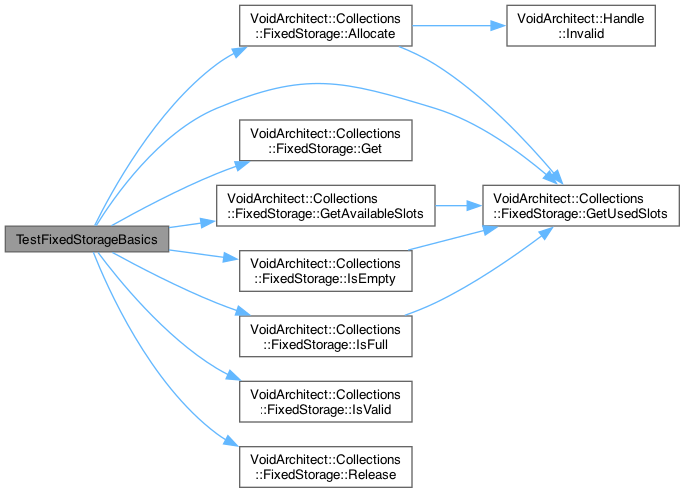 TestFixedStorageBasics
VoidArchitect::Collections
::FixedStorage::Allocate
VoidArchitect::Handle
::Invalid
VoidArchitect::Collections
::FixedStorage::Get
VoidArchitect::Collections
::FixedStorage::GetAvailableSlots
VoidArchitect::Collections
::FixedStorage::GetUsedSlots
VoidArchitect::Collections
::FixedStorage::IsEmpty
VoidArchitect::Collections
::FixedStorage::IsFull
VoidArchitect::Collections
::FixedStorage::IsValid
VoidArchitect::Collections
::FixedStorage::Release